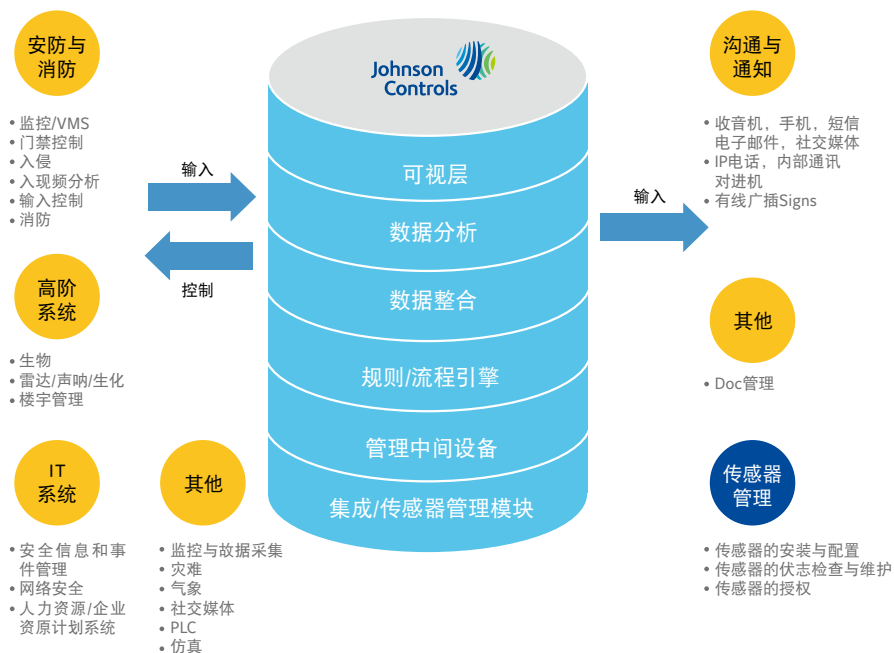 安防与
消防
• 监控/VMS
• 门禁控制
• 入侵
• 入现频分析
• 输入控制
• 消防
高阶
系统
• 生物
• 雷达/声呐/生化
• 楼宇管理
IT
系统
• 安全信息和事
件管理
• 网络安全
• 人力资源/企业
资原计划系统
其他
• 监控与故据采集
• 灾难
• 气象
• 社交媒体
• PLC
• 仿真
输入
控制
Johnson
Controls
可视层
数据分析
数据整合
规则/流程引擎
管理中间设备
集成/传感器管理模块
输入
沟通与
通知
• 收音机，手机，短信
电子邮件，社交媒体
• IP电话，内部通讯
对进机
• 有线广插Signs
其他
• Doc管理
传感器
管理
• 传感器的安装与配置
• 传感器的伏志检查与维护
• 传感器的授权